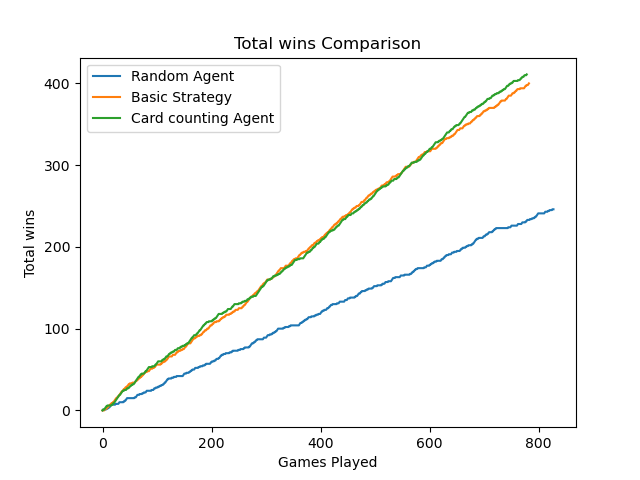 Total wins Comparison
Random Agent
Basic Strategy
Card counting Agent
Total wins
400
300
200
100
0
0
200
400
600
800
Games Played